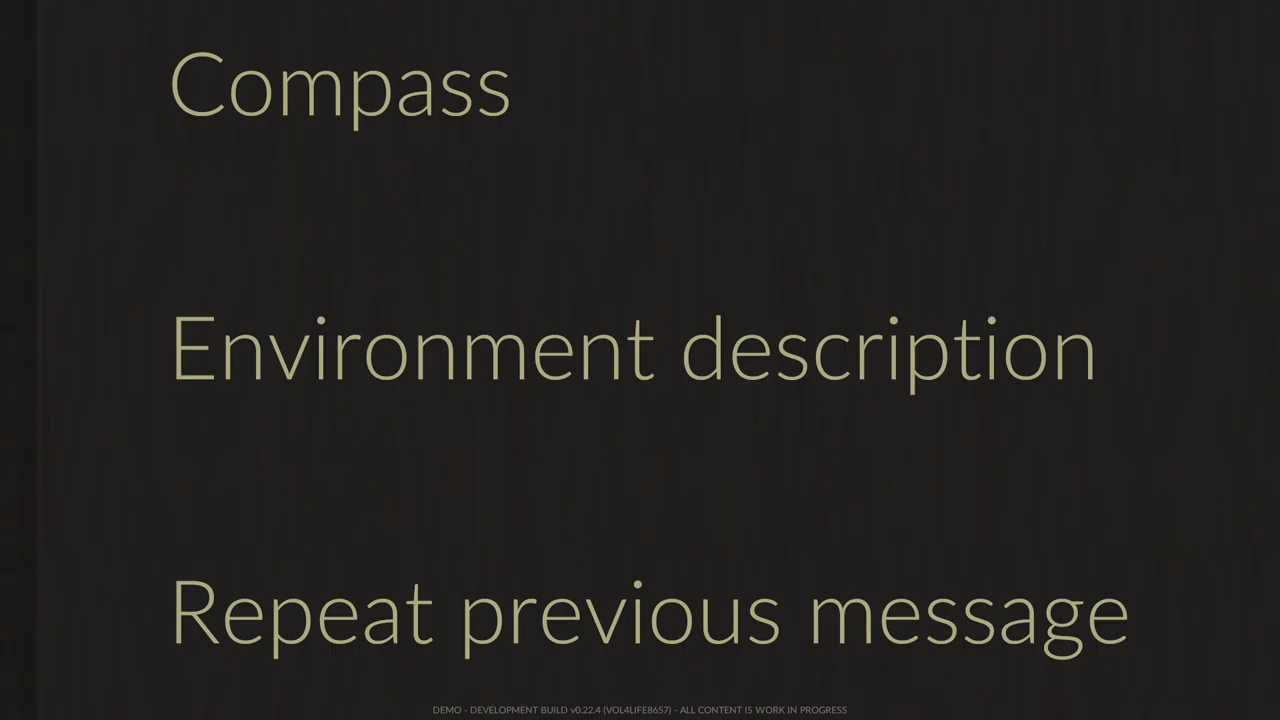 Compass
Environment description
Repeat previous message
DEMO - DEVELOPMENT BUILD v0.22.4 (VOL4LIFE8657) - ALL CONTENT IS WORK IN PROGRESS